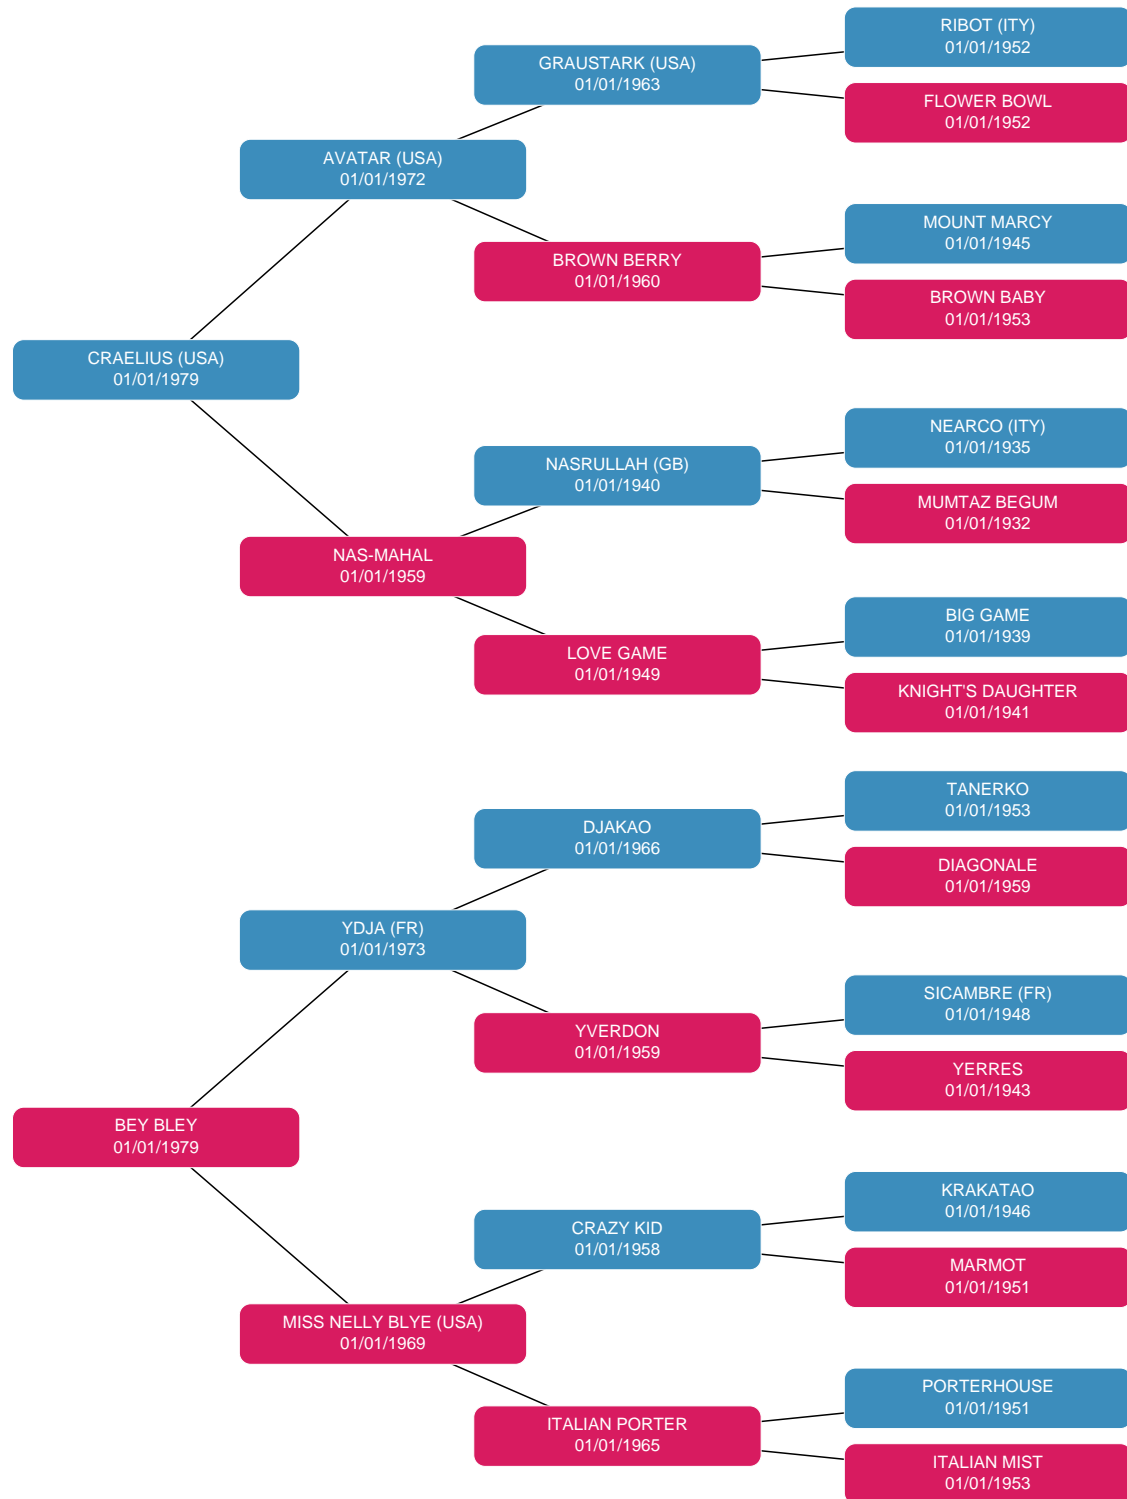 RIBOT (ITY)
01/01/1952
GRAUSTARK (USA)
01/01/1963
FLOWER BOWL
01/01/1952
AVATAR (USA)
01/01/1972
MOUNT MARCY
01/01/1945
BROWN BERRY
01/01/1960
BROWN BABY
01/01/1953
CRAELIUS (USA)
01/01/1979
NEARCO (ITY)
01/01/1935
NASRULLAH (GB)
01/01/1940
MUMTAZ BEGUM
01/01/1932
NAS-MAHAL
01/01/1959
BIG GAME
01/01/1939
LOVE GAME
01/01/1949
KNIGHT'S DAUGHTER
01/01/1941
TANERKO
01/01/1953
DJAKAO
01/01/1966
DIAGONALE
01/01/1959
YDJA (FR)
01/01/1973
SICAMBRE (FR)
01/01/1948
YVERDON
01/01/1959
YERRES
01/01/1943
BEY BLEY
01/01/1979
KRAKATAO
01/01/1946
CRAZY KID
01/01/1958
MARMOT
01/01/1951
MISS NELLY BLYE (USA)
01/01/1969
PORTERHOUSE
01/01/1951
ITALIAN PORTER
01/01/1965
ITALIAN MIST
01/01/1953